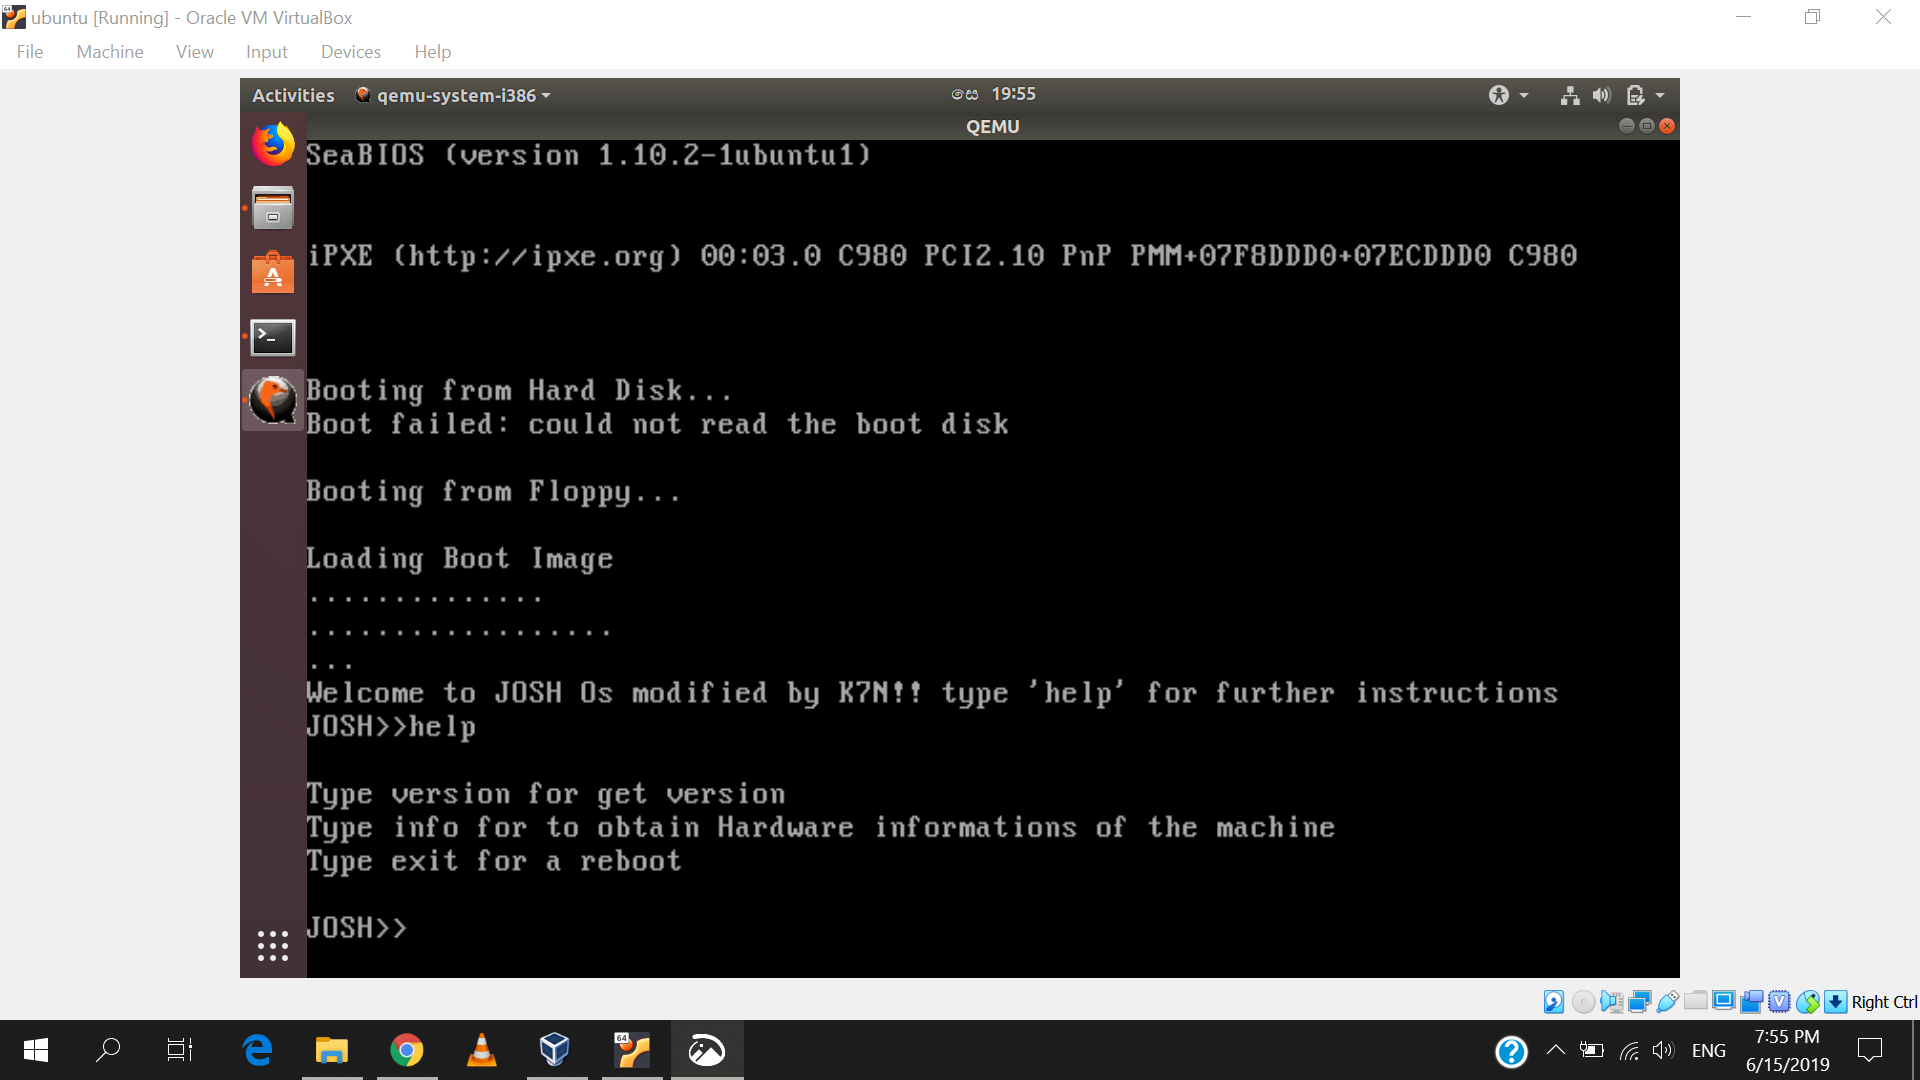 ubuntu [Running] - Oracle VM VirtualBox
File Machine View Input Devices Help
Activities qemu-system-i386 සෙ 19:55
QEMU
SeaBIOS (version 1.10.2-1ubuntu1)
iPXE (http://ipxe.org) 00:03.0 C980 PCI2.10 PnP PMM+07F8DDD0+07ECDDD0 C980
Booting from Hard Disk...
Boot failed: could not read the boot disk
Booting from Floppy...
Loading Boot Image
..............
..................
...
Welcome to JOSH Os modified by K7N!! type 'help' for further instructions
JOSH>>help
Type version for get version
Type info for to obtain Hardware informations of the machine
Type exit for a reboot
JOSH>>
Right Ctrl
64
ENG
7:55 PM
6/15/2019